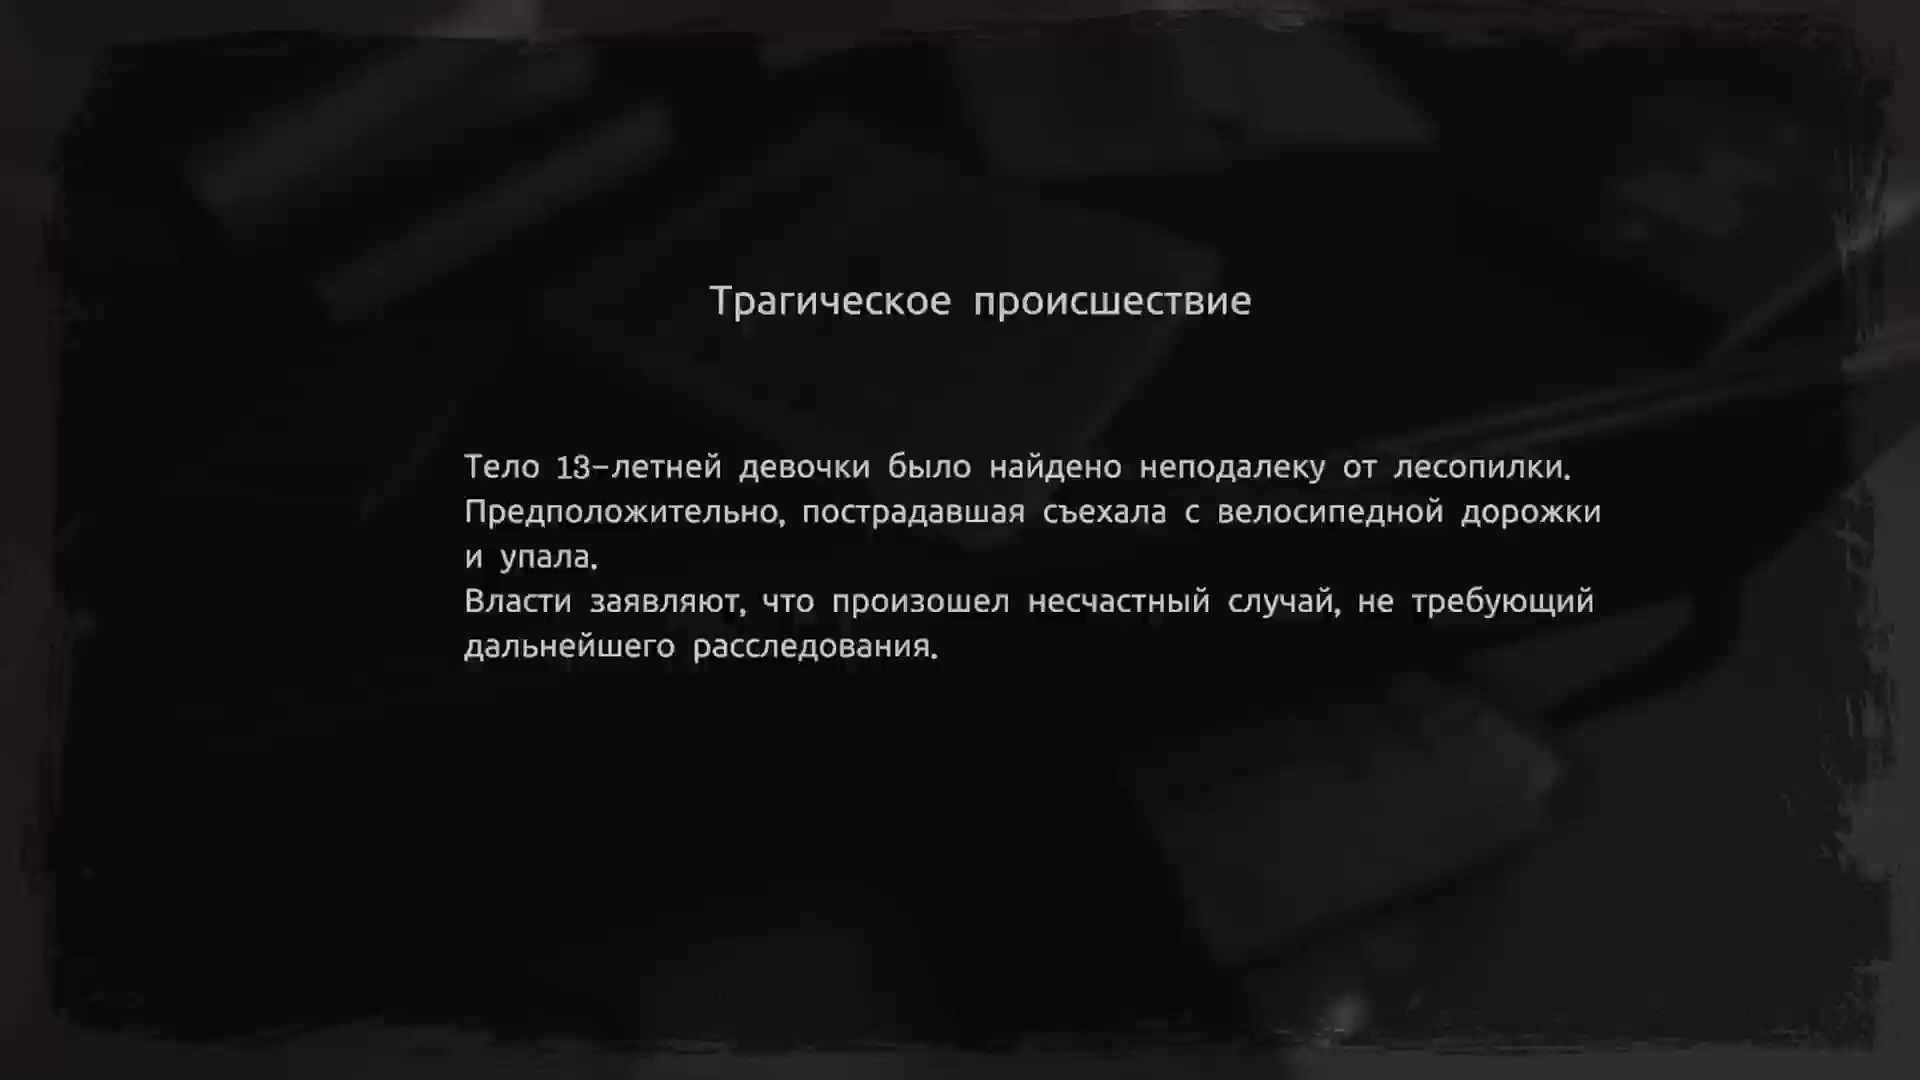 Трагическое происшествие
Тело 13-летней девочки было найдено неподалеку от лесопилки.
Предположительно, пострадавшая съехала с велосипедной дорожки
и упала.
Власти заявляют, что произошел несчастный случай, не требующий
дальнейшего расследования.